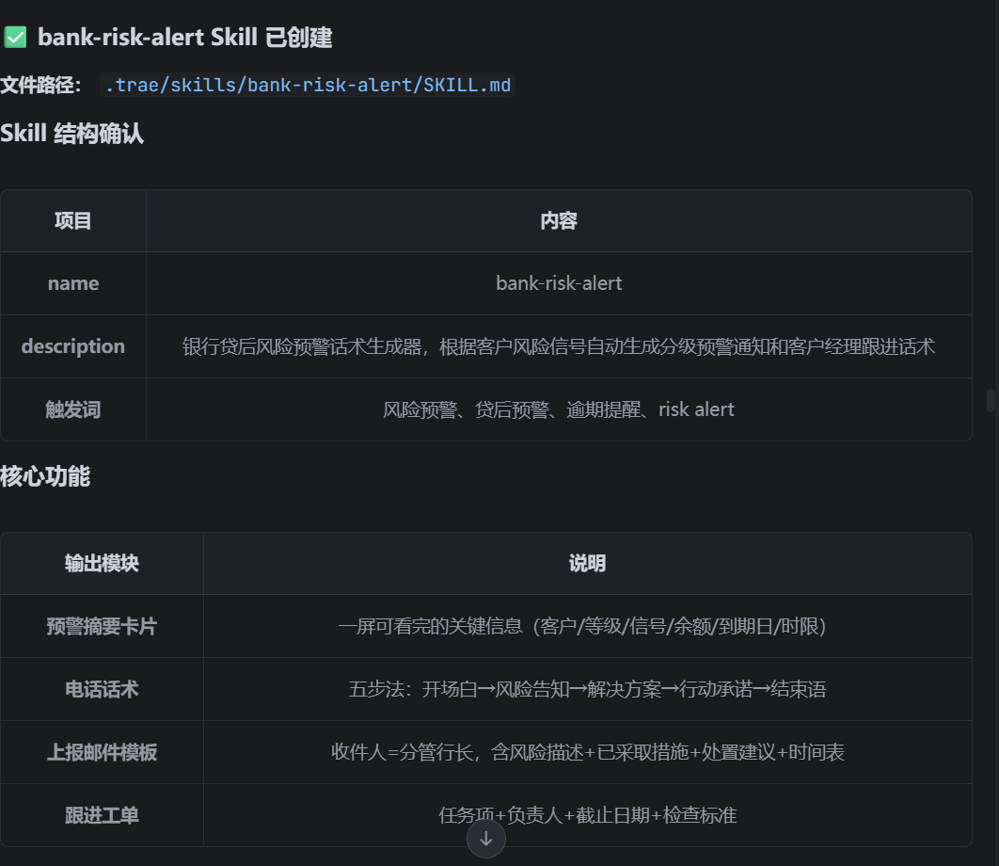 ✅ bank-risk-alert Skill 已创建
文件路径： .trae/skills/bank-risk-alert/SKILL.md
Skill 结构确认
项目 内容
name bank-risk-alert
description 银行贷后风险预警话术生成器，根据客户风险信号自动生成分级预警通知和客户经理跟进话术
触发词 风险预警、贷后预警、逾期提醒、risk alert
核心功能
输出模块 说明
预警摘要卡片 一屏可看完的关键信息（客户/等级/信号/余额/到期日/时限）
电话话术 五步法：开场白→风险告知→解决方案→行动承诺→结束语
上报邮件模板 收件人=分管行长，含风险描述+已采取措施+处置建议+时间表
跟进工单 任务项+负责人+截止日期+检查标准